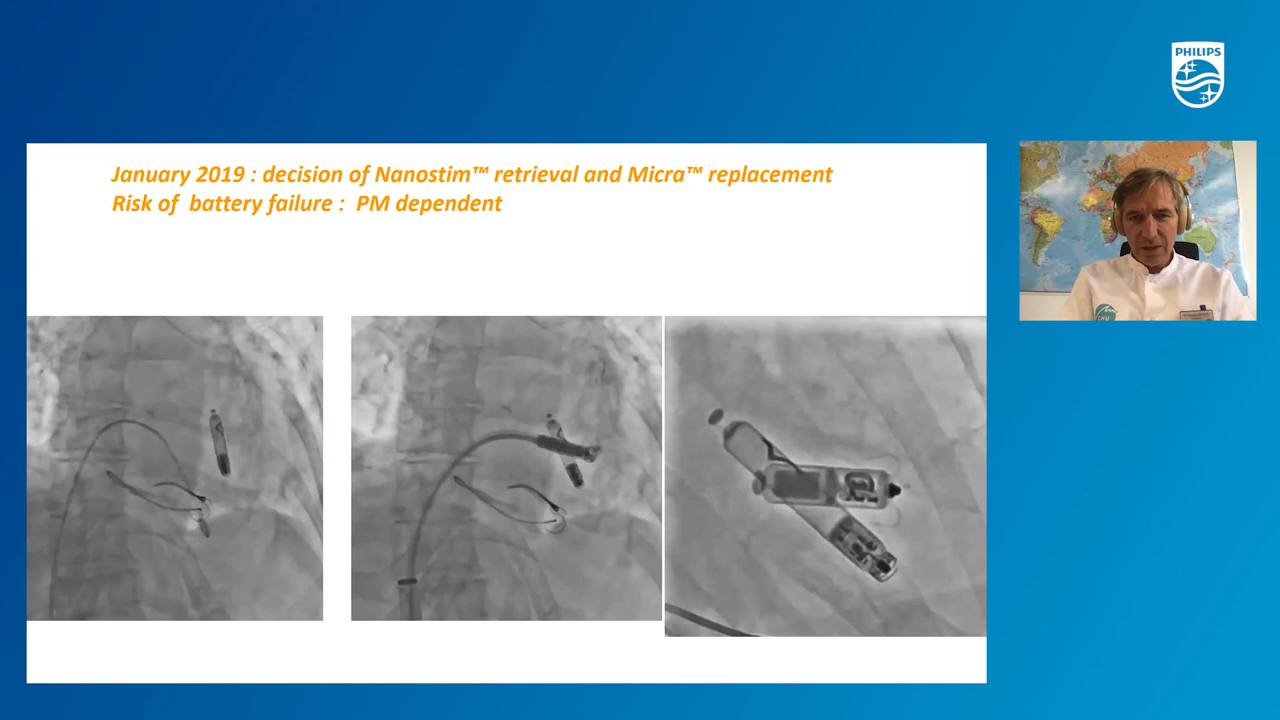 PHILIPS
January 2019 : decision of Nanostim™ retrieval and Micra™ replacement
Risk of  battery failure :  PM dependent